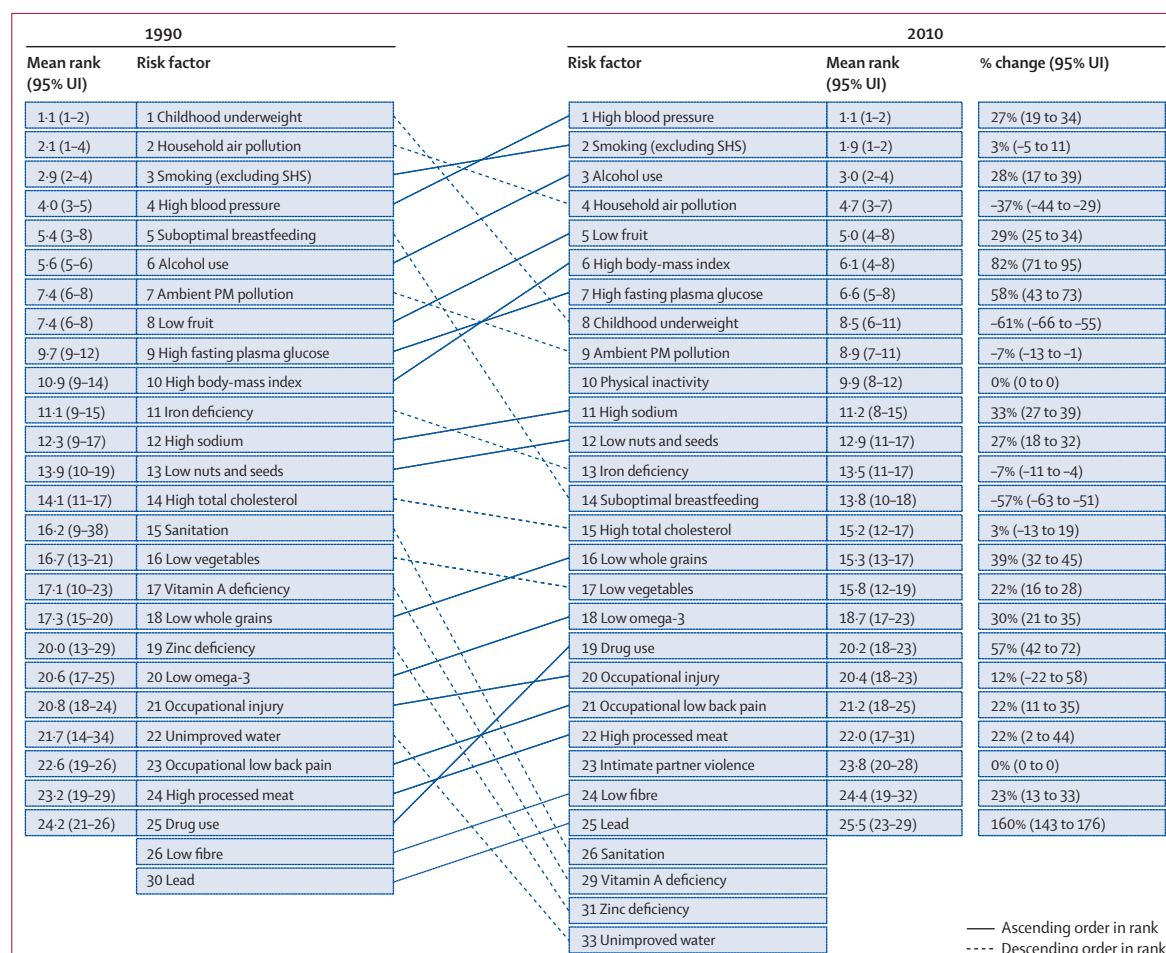 1990 2010
Mean rank Risk factor Risk factor Mean rank % change (95% UI)
(95% UI) (95% UI)
1·1 (1–2) 1 Childhood underweight 1 High blood pressure 1·1 (1–2) 27% (19 to 34)
2·1 (1–4) 2 Household air pollution 2 Smoking (excluding SHS) 1·9 (1–2) 3% (–5 to 11)
2·9 (2–4) 3 Smoking (excluding SHS) 3 Alcohol use 3·0 (2–4) 28% (17 to 39)
4·0 (3–5) 4 High blood pressure 4 Household air pollution 4·7 (3–7) –37% (–44 to –29)
5·4 (3–8) 5 Suboptimal breastfeeding 5 Low fruit 5·0 (4–8) 29% (25 to 34)
5·6 (5–6) 6 Alcohol use 6 High body-mass index 6·1 (4–8) 82% (71 to 95)
7·4 (6–8) 7 Ambient PM pollution 7 High fasting plasma glucose 6·6 (5–8) 58% (43 to 73)
7·4 (6–8) 8 Low fruit 8 Childhood underweight 8·5 (6–11) –61% (–66 to –55)
9·7 (9–12) 9 High fasting plasma glucose 9 Ambient PM pollution 8·9 (7–11) –7% (–13 to –1)
10·9 (9–14) 10 High body-mass index 10 Physical inactivity 9·9 (8–12) 0% (0 to 0)
11·1 (9–15) 11 Iron deficiency 11 High sodium 11·2 (8–15) 33% (27 to 39)
12·3 (9–17) 12 High sodium 12 Low nuts and seeds 12·9 (11–17) 27% (18 to 32)
13·9 (10–19) 13 Low nuts and seeds 13 Iron deficiency 13·5 (11–17) –7% (–11 to –4)
14·1 (11–17) 14 High total cholesterol 14 Suboptimal breastfeeding 13·8 (10–18) –57% (–63 to –51)
16·2 (9–38) 15 Sanitation 15 High total cholesterol 15·2 (12–17) 3% (–13 to 19)
16·7 (13–21) 16 Low vegetables 16 Low whole grains 15·3 (13–17) 39% (32 to 45)
17·1 (10–23) 17 Vitamin A deficiency 17 Low vegetables 15·8 (12–19) 22% (16 to 28)
17·3 (15–20) 18 Low whole grains 18 Low omega-3 18·7 (17–23) 30% (21 to 35)
20·0 (13–29) 19 Zinc deficiency 19 Drug use 20·2 (18–23) 57% (42 to 72)
20·6 (17–25) 20 Low omega-3 20 Occupational injury 20·4 (18–23) 12% (–22 to 58)
20·8 (18–24) 21 Occupational injury 21 Occupational low back pain 21·2 (18–25) 22% (11 to 35)
21·7 (14–34) 22 Unimproved water 22 High processed meat 22·0 (17–31) 22% (2 to 44)
22·6 (19–26) 23 Occupational low back pain 23 Intimate partner violence 23·8 (20–28) 0% (0 to 0)
23·2 (19–29) 24 High processed meat 24 Low fibre 24·4 (19–32) 23% (13 to 33)
24·2 (21–26) 25 Drug use 25 Lead 25·5 (23–29) 160% (143 to 176)
26 Low fibre 26 Sanitation
30 Lead 29 Vitamin A deficiency
31 Zinc deficiency
33 Unimproved water
Ascending order in rank
Descending order in rank